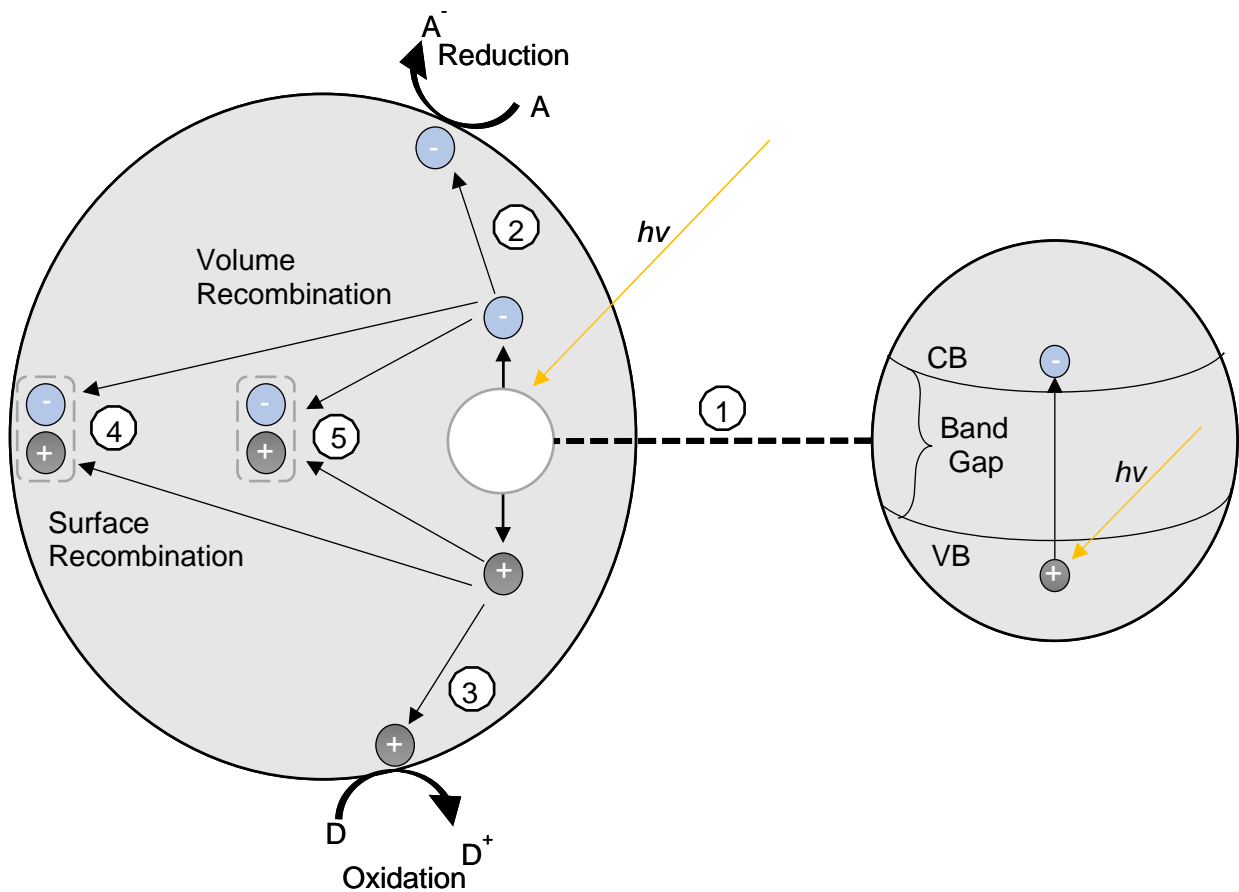 A-
Reduction
A
-
hv
2
Volume
Recombination
-
CB
-
-
-
1
Band
Gap
4
5
+
+
hv
Surface
Recombination
VB
+
+
3
+
D
D+
Oxidation